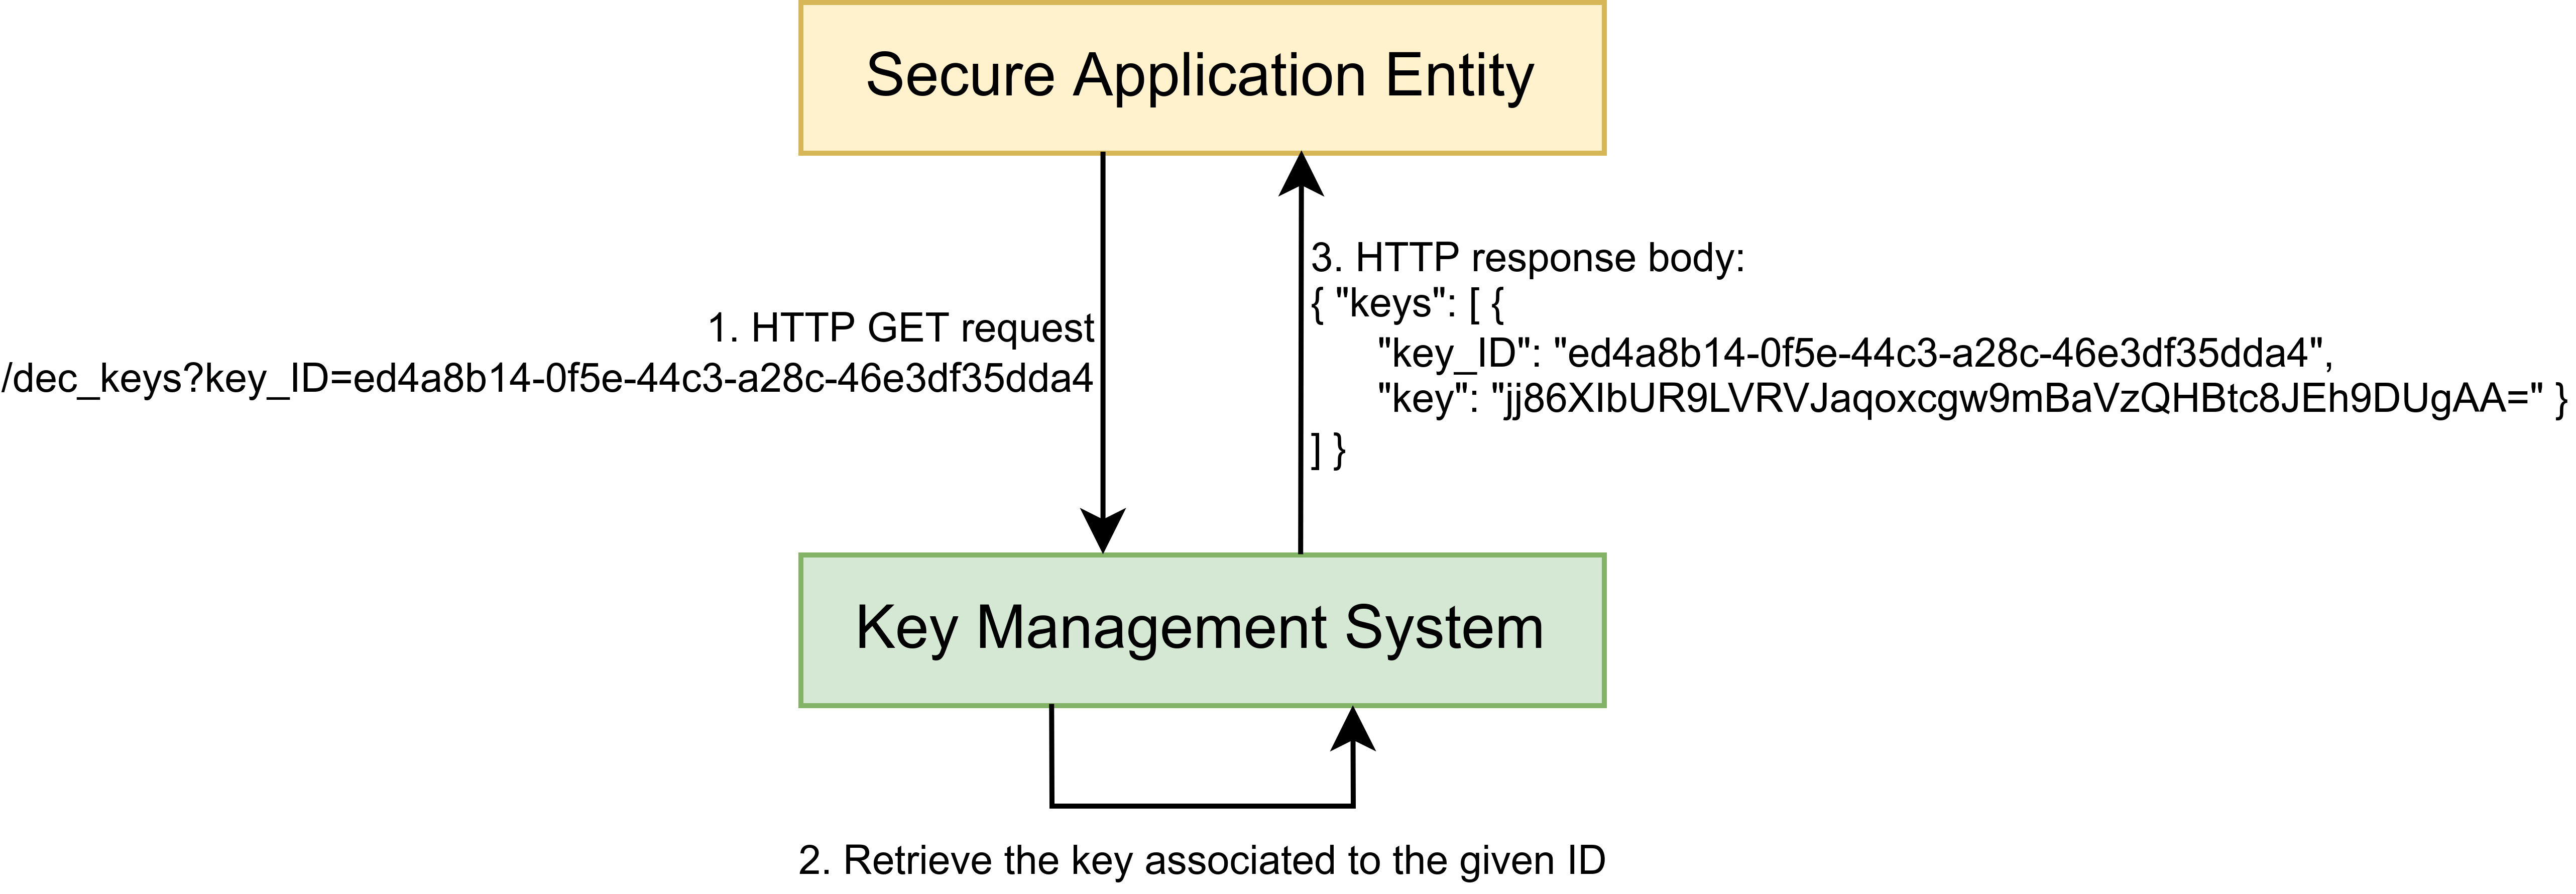 Secure Application Entity
1. HTTP GET request
/dec_keys?key_ID=ed4a8b14-0f5e-44c3-a28c-46e3df35dda4
3. HTTP response body:
{ "keys": [ {
"key_ID": "ed4a8b14-0f5e-44c3-a28c-46e3df35dda4",
"key": "jj86XIbUR9LVRVJaqoxcgw9mBaVzQHBtc8JEh9DUgAA=" }
] }
Key Management System
2. Retrieve the key associated to the given ID